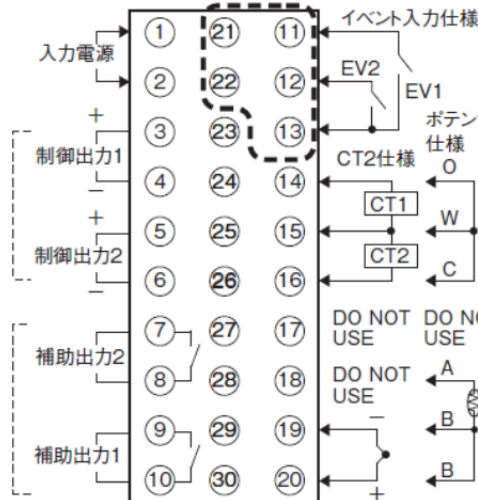 ① ㉑ ⑪ イベント入力仕様
入力電源
② ㉒ ⑫ EV2
EV1
+
③ ㉓ ⑬ ポテン
仕様
制御出力1
CT2仕様 O
− ④ ㉔ ⑭
CT1
+
⑤ ㉕ ⑮ W
制御出力2
CT2
− ⑥ ㉖ ⑯ C
⑦ ㉗ ⑰ DO NOT DO N
USE USE
補助出力2
⑧ ㉘ ⑱ DO NOT A
USE
⑨ ㉙ ⑲ − B
補助出力1
⑩ ㉚ ⑳ + B